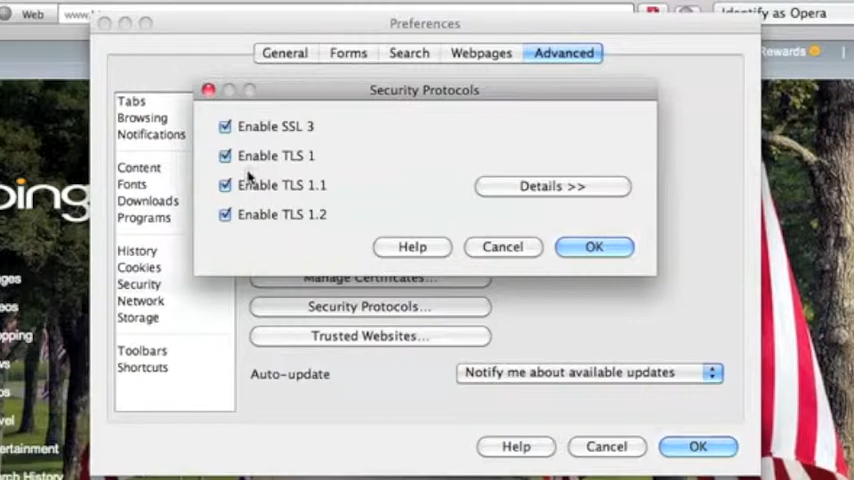 Web
Preferences
Identify as Opera
General
Forms
Search
Webpages
Advanced
Rewards
Tabs
Browsing
Notifications
Content
Fonts
Downloads
Programs
History
Cookies
Security
Network
Storage
Toolbars
Shortcuts
Security Protocols
Enable SSL 3
Enable TLS 1
Enable TLS 1.1
Enable TLS 1.2
Details >>
Help
Cancel
OK
Manage Certificates...
Security Protocols...
Trusted Websites...
Auto-update
Notify me about available updates
Help
Cancel
OK
bing